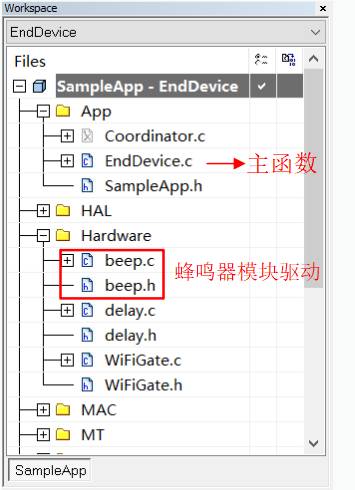 Workspace
EndDevice
Files
SampleApp - EndDevice
App
Coordinator.c
EndDevice.c 主函数
SampleApp.h
HAL
Hardware
beep.c
beep.h
蜂鸣器模块驱动
delay.c
delay.h
WiFiGate.c
WiFiGate.h
MAC
MT
SampleApp